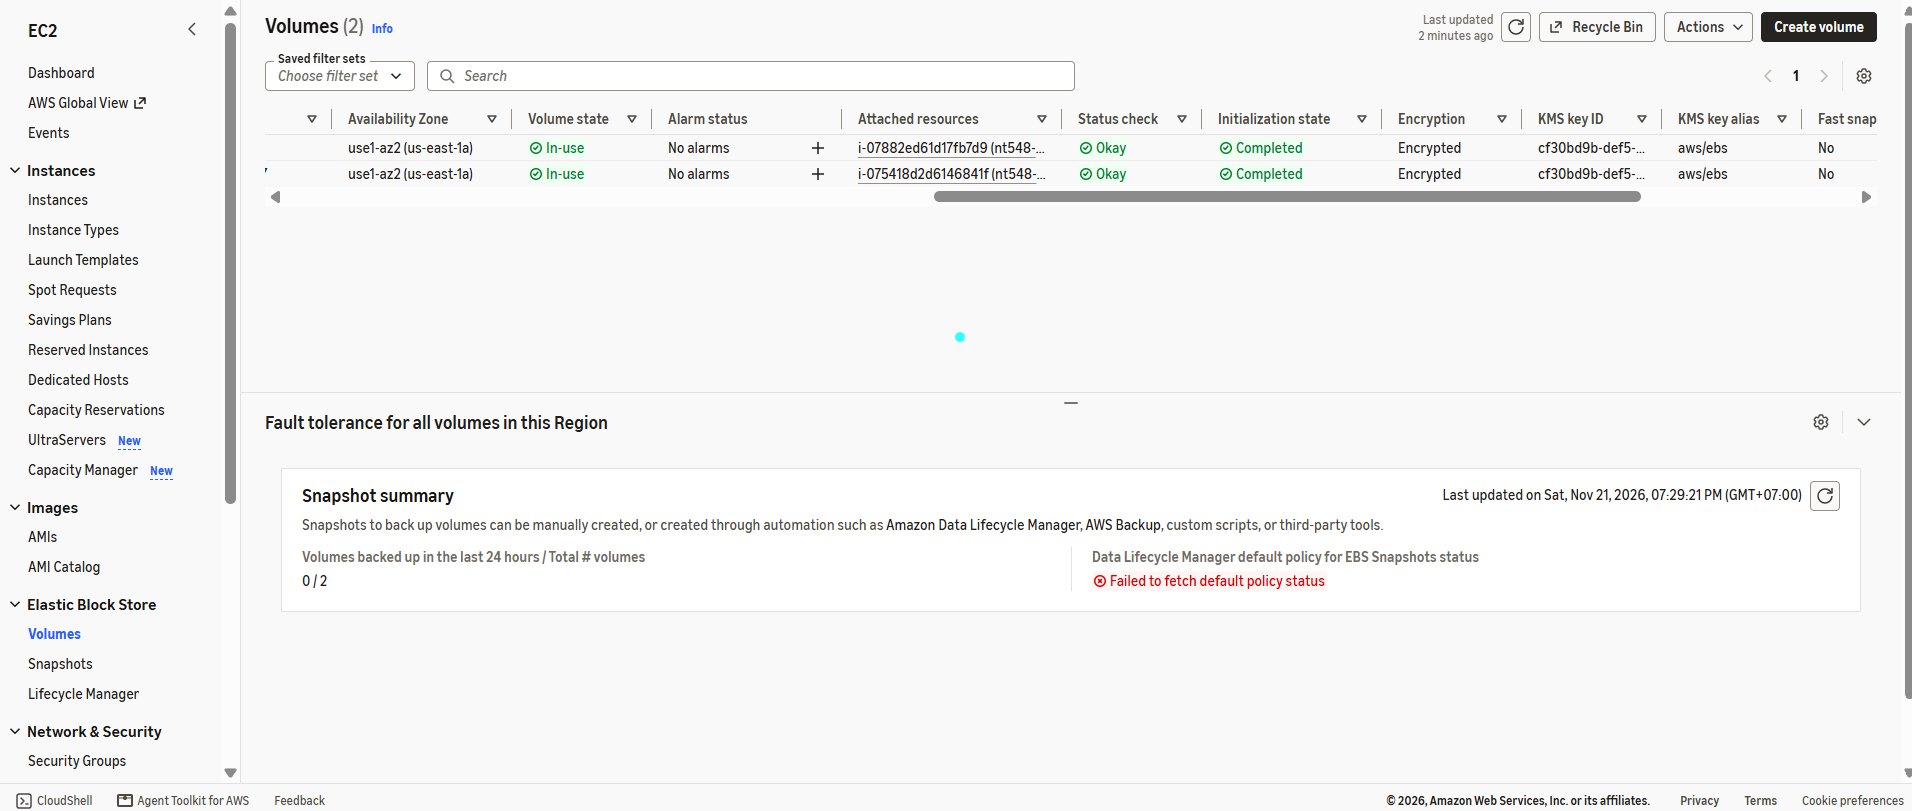 EC2
Dashboard
AWS Global View
Events
Instances
Instances
Instance Types
Launch Templates
Spot Requests
Savings Plans
Reserved Instances
Dedicated Hosts
Capacity Reservations
UltraServers New
Capacity Manager New
Images
AMIs
AMI Catalog
Elastic Block Store
Volumes
Snapshots
Lifecycle Manager
Network & Security
Security Groups
Volumes (2) Info
Last updated
2 minutes ago
Recycle Bin
Actions
Create volume
Saved filter sets
Choose filter set
Search
1
Availability Zone Volume state Alarm status Attached resources Status check Initialization state Encryption KMS key ID KMS key alias Fast snap
use1-az2 (us-east-1a) In-use No alarms i-07882ed61d17fb7d9 (nt548-... Okay Completed Encrypted cf30bd9b-def5-... aws/ebs No
use1-az2 (us-east-1a) In-use No alarms i-075418d2d6146841f (nt548-... Okay Completed Encrypted cf30bd9b-def5-... aws/ebs No
Fault tolerance for all volumes in this Region
Snapshot summary
Last updated on Sat, Nov 21, 2026, 07:29:21 PM (GMT+07:00)
Snapshots to back up volumes can be manually created, or created through automation such as Amazon Data Lifecycle Manager, AWS Backup, custom scripts, or third-party tools.
Volumes backed up in the last 24 hours / Total # volumes
0 / 2
Data Lifecycle Manager default policy for EBS Snapshots status
Failed to fetch default policy status
CloudShell Agent Toolkit for AWS Feedback
© 2026, Amazon Web Services, Inc. or its affiliates. Privacy Terms Cookie preferences